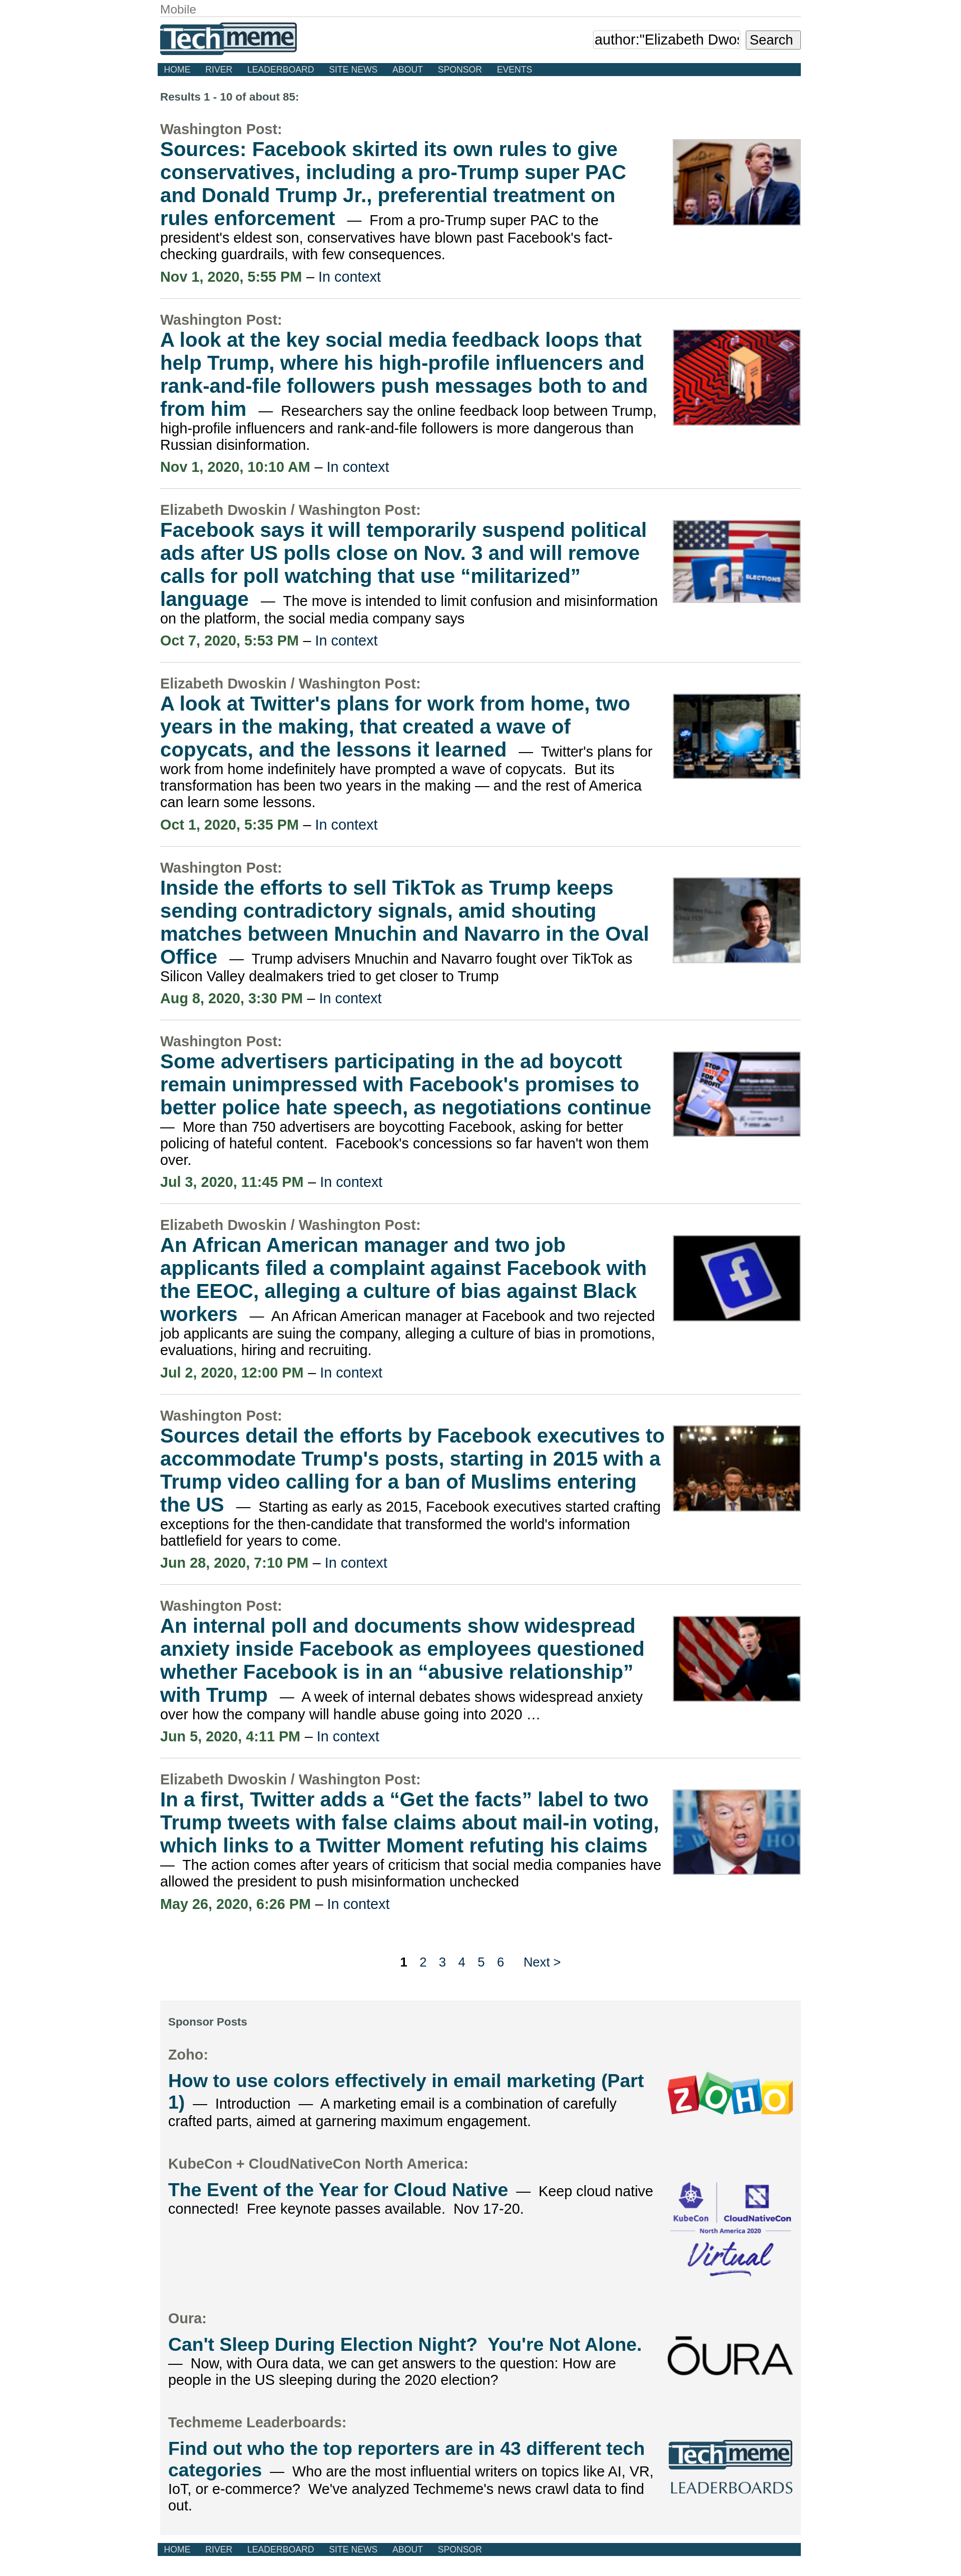 Mobile
Techmeme
author:"Elizabeth Dwos
Search
HOME RIVER LEADERBOARD SITE NEWS ABOUT SPONSOR EVENTS
Results 1 - 10 of about 85:
Washington Post:
Sources: Facebook skirted its own rules to give
conservatives, including a pro-Trump super PAC
and Donald Trump Jr., preferential treatment on
rules enforcement — From a pro-Trump super PAC to the
president's eldest son, conservatives have blown past Facebook's fact-
checking guardrails, with few consequences.
Nov 1, 2020, 5:55 PM – In context
Washington Post:
A look at the key social media feedback loops that
help Trump, where his high-profile influencers and
rank-and-file followers push messages both to and
from him — Researchers say the online feedback loop between Trump,
high-profile influencers and rank-and-file followers is more dangerous than
Russian disinformation.
Nov 1, 2020, 10:10 AM – In context
Elizabeth Dwoskin / Washington Post:
Facebook says it will temporarily suspend political
ads after US polls close on Nov. 3 and will remove
calls for poll watching that use “militarized”
language — The move is intended to limit confusion and misinformation
on the platform, the social media company says
ELECTIONS
Oct 7, 2020, 5:53 PM – In context
Elizabeth Dwoskin / Washington Post:
A look at Twitter's plans for work from home, two
years in the making, that created a wave of
copycats, and the lessons it learned — Twitter's plans for
work from home indefinitely have prompted a wave of copycats. But its
transformation has been two years in the making — and the rest of America
can learn some lessons.
Oct 1, 2020, 5:35 PM – In context
Washington Post:
Inside the efforts to sell TikTok as Trump keeps
sending contradictory signals, amid shouting
matches between Mnuchin and Navarro in the Oval
Office — Trump advisers Mnuchin and Navarro fought over TikTok as
Silicon Valley dealmakers tried to get closer to Trump
Aug 8, 2020, 3:30 PM – In context
Washington Post:
Some advertisers participating in the ad boycott
remain unimpressed with Facebook's promises to
better police hate speech, as negotiations continue
— More than 750 advertisers are boycotting Facebook, asking for better
policing of hateful content. Facebook's concessions so far haven't won them
over.
STOP
HATE
FOR
PROFIT
Jul 3, 2020, 11:45 PM – In context
Elizabeth Dwoskin / Washington Post:
An African American manager and two job
applicants filed a complaint against Facebook with
the EEOC, alleging a culture of bias against Black
workers — An African American manager at Facebook and two rejected
job applicants are suing the company, alleging a culture of bias in promotions,
evaluations, hiring and recruiting.
Jul 2, 2020, 12:00 PM – In context
Washington Post:
Sources detail the efforts by Facebook executives to
accommodate Trump's posts, starting in 2015 with a
Trump video calling for a ban of Muslims entering
the US — Starting as early as 2015, Facebook executives started crafting
exceptions for the then-candidate that transformed the world's information
battlefield for years to come.
Jun 28, 2020, 7:10 PM – In context
Washington Post:
An internal poll and documents show widespread
anxiety inside Facebook as employees questioned
whether Facebook is in an “abusive relationship”
with Trump — A week of internal debates shows widespread anxiety
over how the company will handle abuse going into 2020 …
Jun 5, 2020, 4:11 PM – In context
Elizabeth Dwoskin / Washington Post:
In a first, Twitter adds a “Get the facts” label to two
Trump tweets with false claims about mail-in voting,
which links to a Twitter Moment refuting his claims
— The action comes after years of criticism that social media companies have
allowed the president to push misinformation unchecked
May 26, 2020, 6:26 PM – In context
1 2 3 4 5 6 Next >
Sponsor Posts
Zoho:
How to use colors effectively in email marketing (Part
1) — Introduction — A marketing email is a combination of carefully
crafted parts, aimed at garnering maximum engagement.
ZOHO
KubeCon + CloudNativeCon North America:
The Event of the Year for Cloud Native — Keep cloud native
connected! Free keynote passes available. Nov 17-20.
KubeCon CloudNativeCon
North America 2020
Virtual
Oura:
Can't Sleep During Election Night? You're Not Alone.
— Now, with Oura data, we can get answers to the question: How are
people in the US sleeping during the 2020 election?
ŌURA
Techmeme Leaderboards:
Find out who the top reporters are in 43 different tech
categories — Who are the most influential writers on topics like AI, VR,
IoT, or e-commerce? We've analyzed Techmeme's news crawl data to find
out.
Techmeme
LEADERBOARDS
HOME RIVER LEADERBOARD SITE NEWS ABOUT SPONSOR